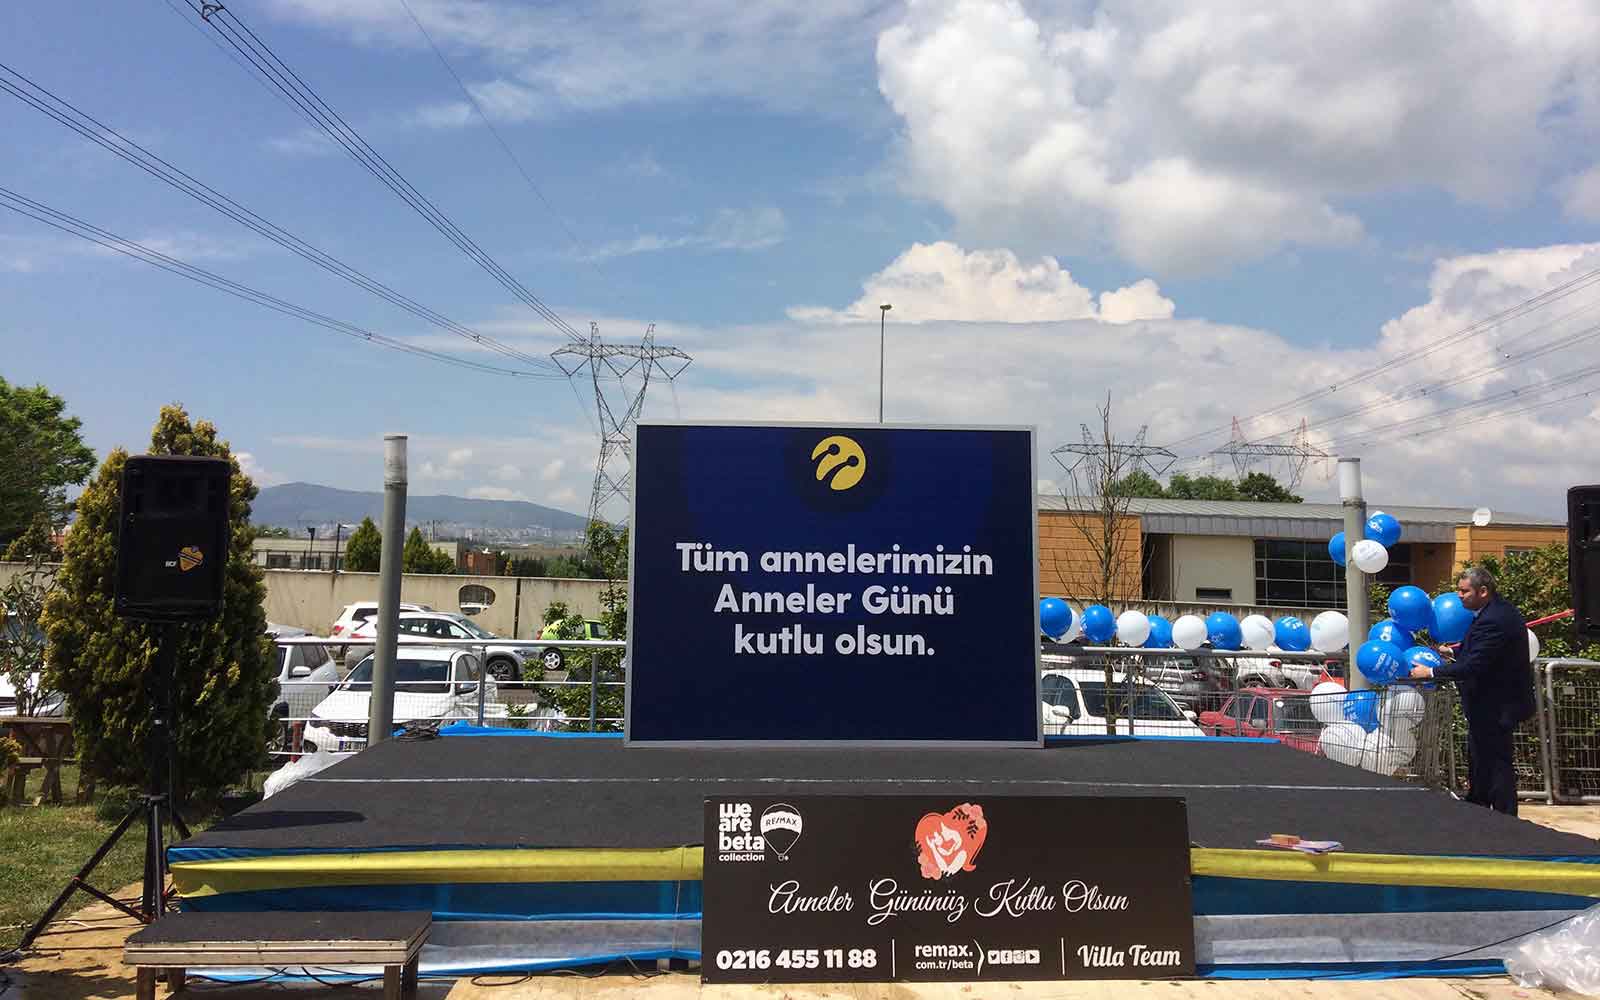 Tüm annelerimizin
Anneler Günü
kutlu olsun.
we
are
beta
collection
RE/MAX
Anneler Gününüz Kutlu Olsun
0216 455 11 88
remax.
com.tr/beta
Villa Team